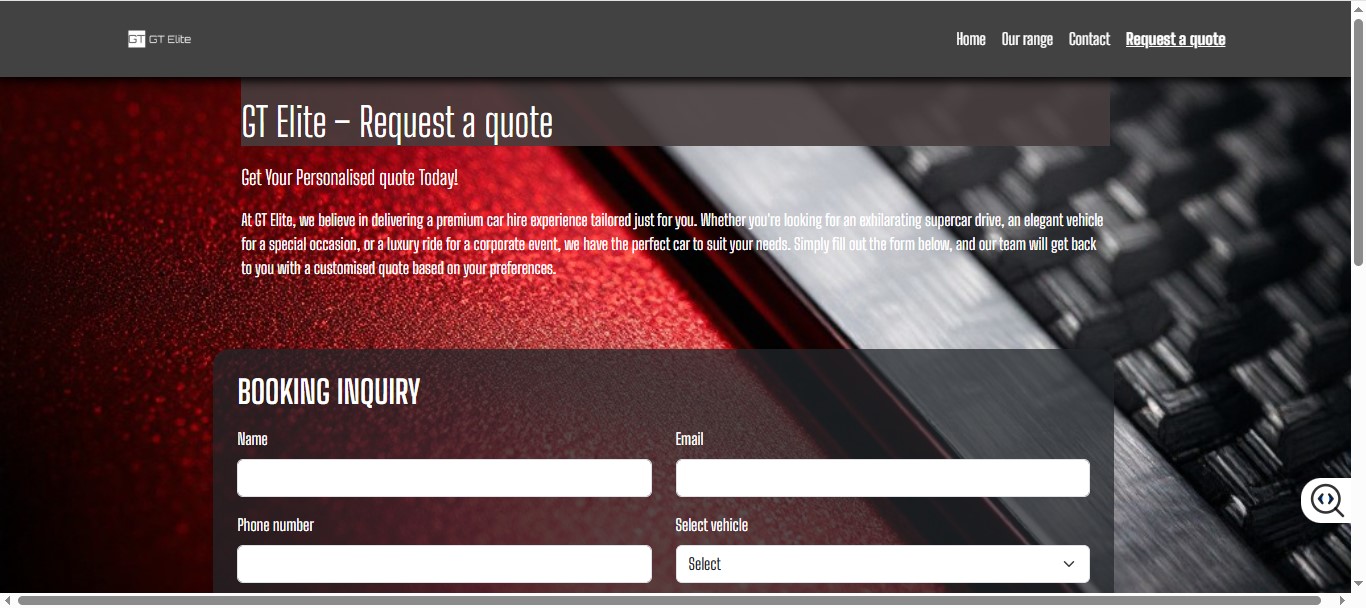 GT GT Elite
Home Our range Contact Request a quote
GT Elite – Request a quote
Get Your Personalised quote Today!
At GT Elite, we believe in delivering a premium car hire experience tailored just for you. Whether you're looking for an exhilarating supercar drive, an elegant vehicle
for a special occasion, or a luxury ride for a corporate event, we have the perfect car to suit your needs. Simply fill out the form below, and our team will get back
to you with a customised quote based on your preferences.
BOOKING INQUIRY
Name
Email
Phone number
Select vehicle
Select